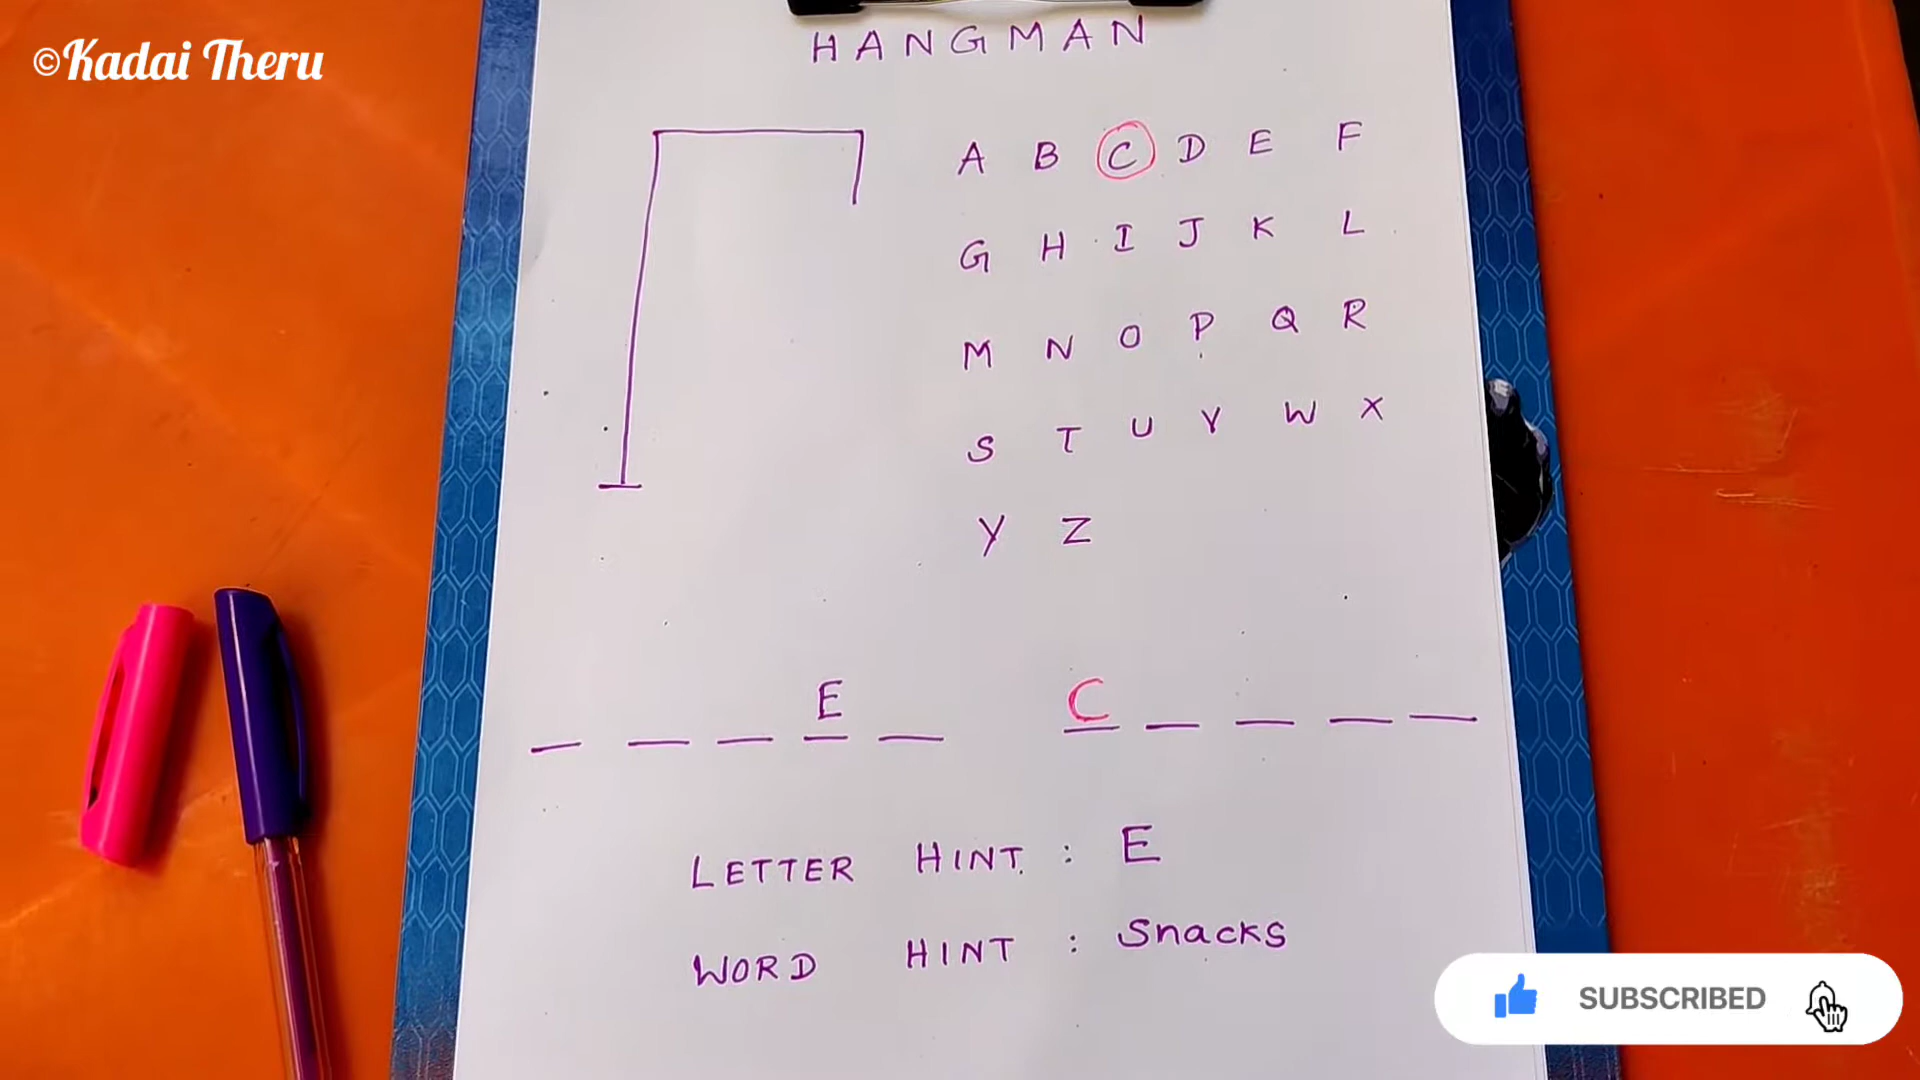 ©Kadai Theru
HANGMAN
A B C D E F
G H I J K L
M N O P Q R
S T U V W X
Y Z
_ _ _ E _ C _ _ _ _
LETTER HINT : E
WORD HINT : Snacks
SUBSCRIBED